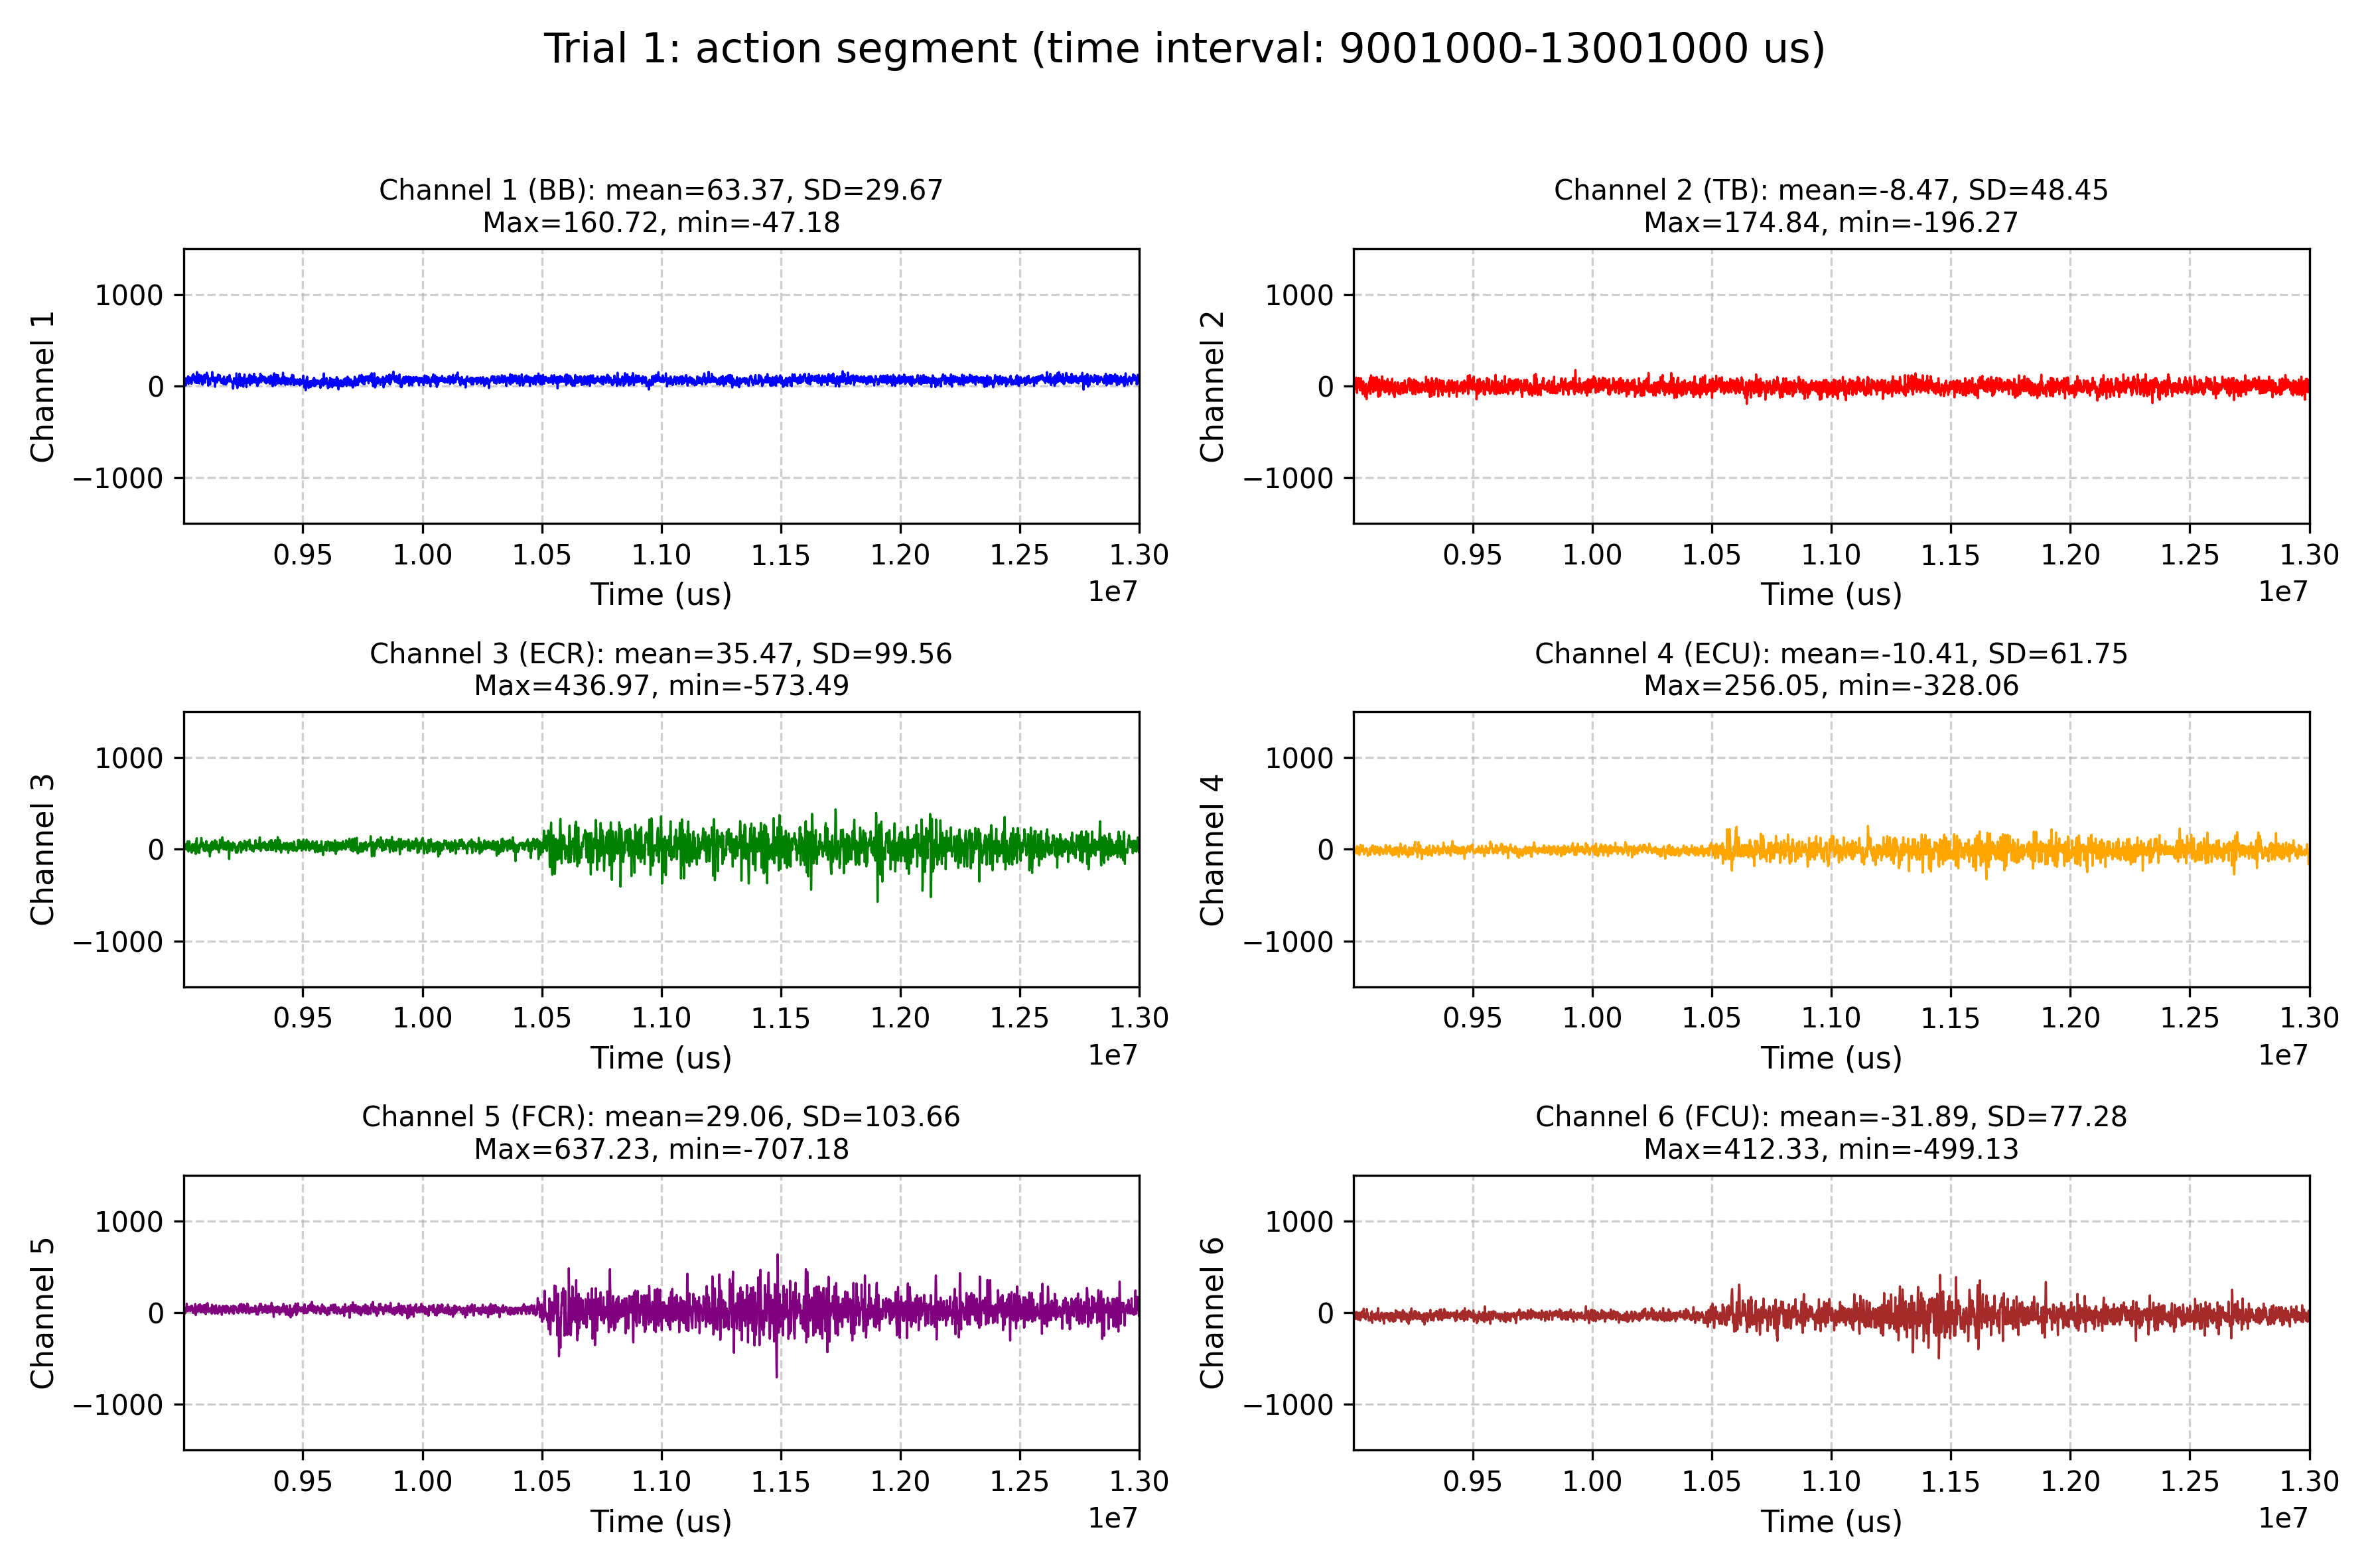 Trial 1: action segment (time interval: 9001000-13001000 us)
Channel 1 (BB): mean=63.37, SD=29.67
Max=160.72, min=-47.18
Channel 1
1000
0
−1000
0.95 1.00 1.05 1.10 1.15 1.20 1.25 1.30
Time (us)
1e7
Channel 2 (TB): mean=-8.47, SD=48.45
Max=174.84, min=-196.27
Channel 2
1000
0
−1000
0.95 1.00 1.05 1.10 1.15 1.20 1.25 1.30
Time (us)
1e7
Channel 3 (ECR): mean=35.47, SD=99.56
Max=436.97, min=-573.49
Channel 3
1000
0
−1000
0.95 1.00 1.05 1.10 1.15 1.20 1.25 1.30
Time (us)
1e7
Channel 4 (ECU): mean=-10.41, SD=61.75
Max=256.05, min=-328.06
Channel 4
1000
0
−1000
0.95 1.00 1.05 1.10 1.15 1.20 1.25 1.30
Time (us)
1e7
Channel 5 (FCR): mean=29.06, SD=103.66
Max=637.23, min=-707.18
Channel 5
1000
0
−1000
0.95 1.00 1.05 1.10 1.15 1.20 1.25 1.30
Time (us)
1e7
Channel 6 (FCU): mean=-31.89, SD=77.28
Max=412.33, min=-499.13
Channel 6
1000
0
−1000
0.95 1.00 1.05 1.10 1.15 1.20 1.25 1.30
Time (us)
1e7